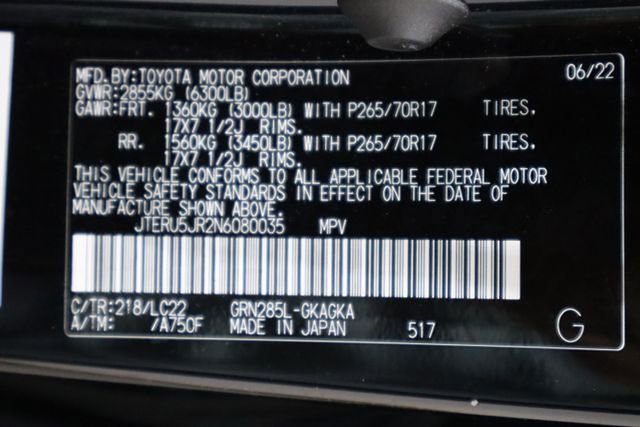 MFD.BY:TOYOTA MOTOR CORPORATION 06/22
GVWR:2855KG (6300LB)
GAWR:FRT. 1360KG (3000LB) WITH P265/70R17 TIRES,
17X7 1/2J RIMS.
RR. 1560KG (3450LB) WITH P265/70R17 TIRES,
17X7 1/2J RIMS.
THIS VEHICLE CONFORMS TO ALL APPLICABLE FEDERAL MOTOR
VEHICLE SAFETY STANDARDS IN EFFECT ON THE DATE OF
MANUFACTURE SHOWN ABOVE.
JTERU5JR2N6080035 MPV
C/TR:218/LC22 GRN285L-GKAGKA
A/TM: /A750F MADE IN JAPAN 517 G